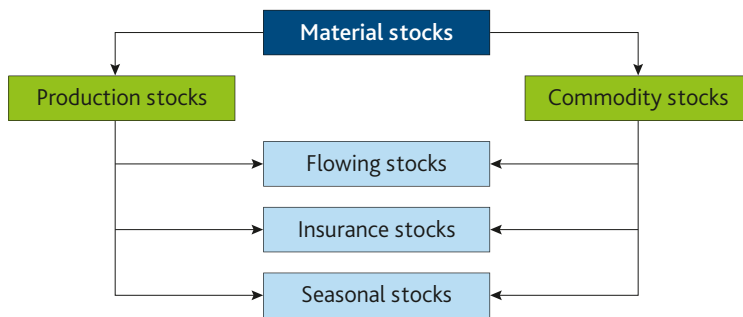 Material stocks
Production stocks
Commodity stocks
Flowing stocks
Insurance stocks
Seasonal stocks